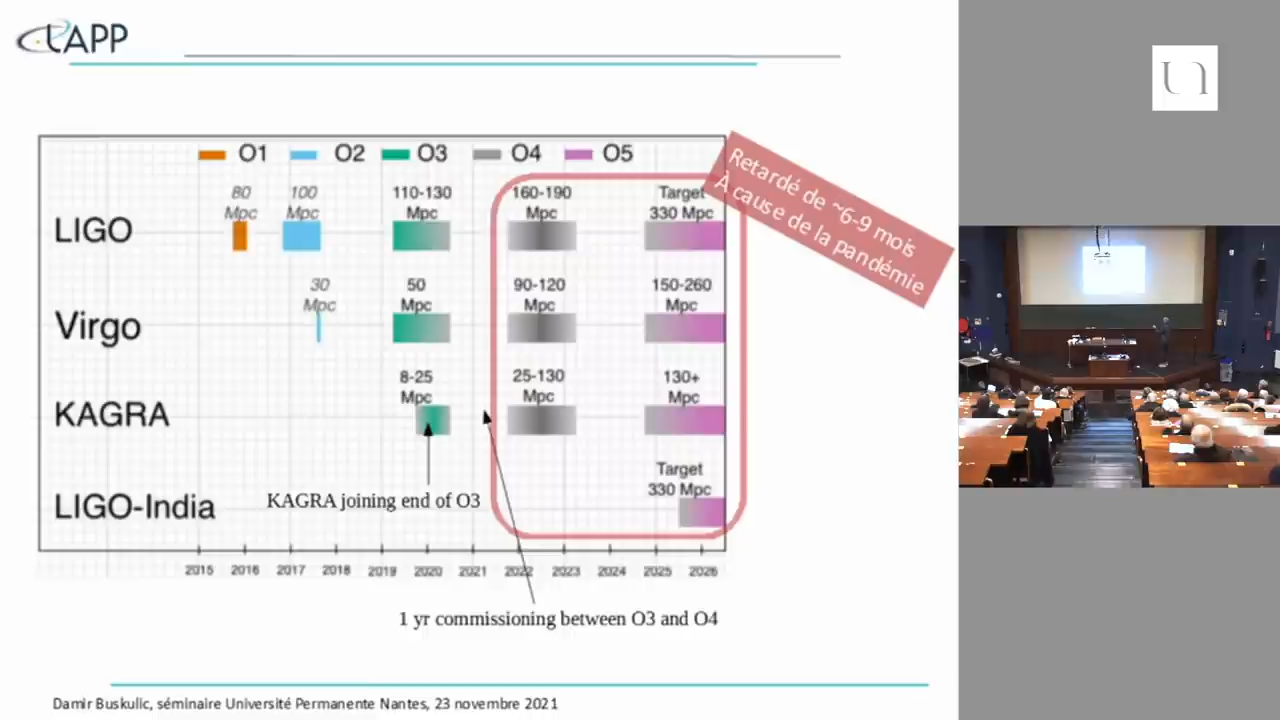 LAPP
O1 O2 O3 O4 O5
80 100 110-130 160-190 Target
Mpc Mpc Mpc Mpc 330 Mpc
LIGO
30 50 90-120 150-260
Mpc Mpc Mpc Mpc
Virgo
8-25 25-130 130+
Mpc Mpc Mpc
KAGRA
Target
330 Mpc
LIGO-India
KAGRA joining end of O3
2015 2016 2017 2018 2019 2020 2021 2022 2023 2024 2025 2026
1 yr commissioning between O3 and O4
Retardé de ~6-9 mois
À cause de la pandémie
Damir Buskulic, séminaire Université Permanente Nantes, 23 novembre 2021